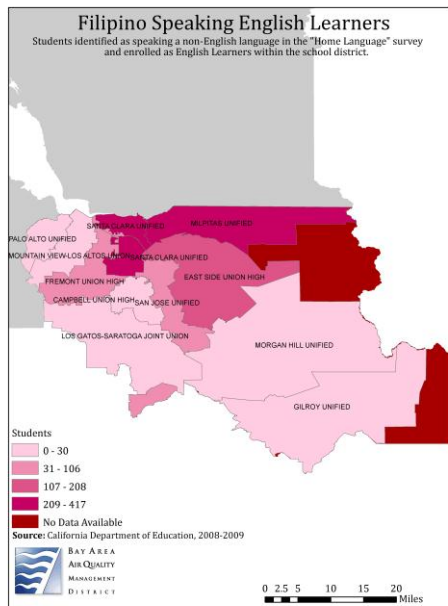 Filipino Speaking English Learners
Students identified as speaking a non-English language in the "Home Language" survey
and enrolled as English Learners within the school district.
SANTA CLARA UNIFIED
MILPITAS UNIFIED
PALO ALTO UNIFIED
MOUNTAIN VIEW-LOS ALTOS UNION
SANTA CLARA UNIFIED
EAST SIDE UNION HIGH
FREMONT UNION HIGH
CAMPBELL UNION HIGH
SAN JOSE UNIFIED
LOS GATOS-SARATOGA JOINT UNION
MORGAN HILL UNIFIED
GILROY UNIFIED
Students
0 - 30
31 - 106
107 - 208
209 - 417
No Data Available
Source: California Department of Education, 2008-2009
BAY AREA
AIR QUALITY
MANAGEMENT
DISTRICT
0 2.5 5 10 15 20
Miles